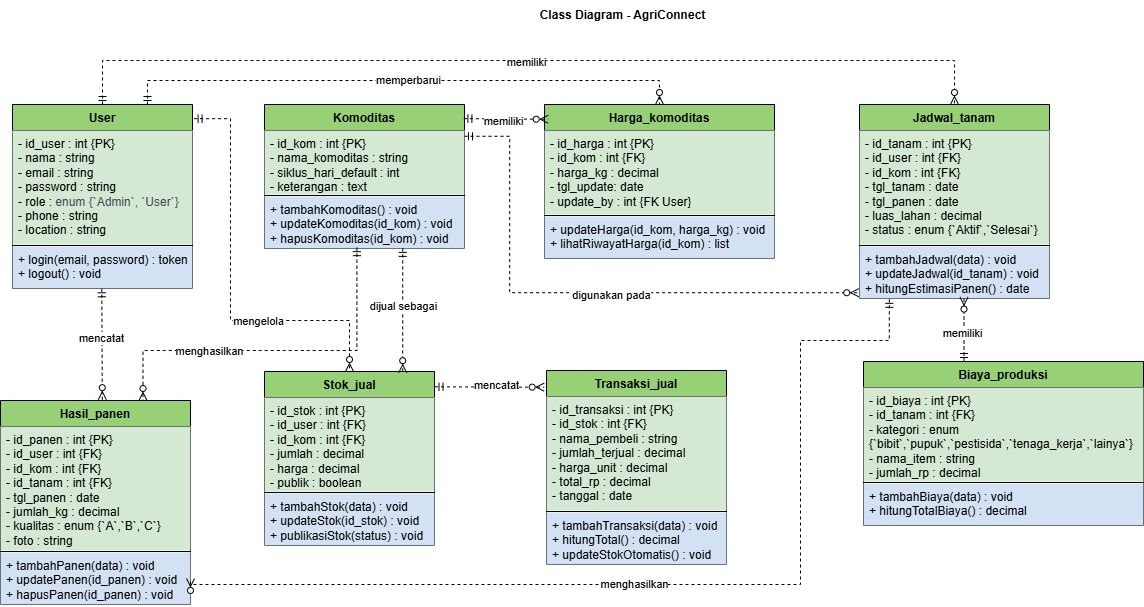 Class Diagram - AgriConnect
memiliki
memperbarui
User
- id_user : int {PK}
- nama : string
- email : string
- password : string
- role : enum {`Admin`, `User`}
- phone : string
- location : string
+ login(email, password) : token
+ logout() : void
Komoditas
- id_kom : int {PK}
- nama_komoditas : string
- siklus_hari_default : int
- keterangan : text
+ tambahKomoditas() : void
+ updateKomoditas(id_kom) : void
+ hapusKomoditas(id_kom) : void
memiliki
Harga_komoditas
- id_harga : int {PK}
- id_kom : int {FK}
- harga_kg : decimal
- tgl_update: date
- update_by : int {FK User}
+ updateHarga(id_kom, harga_kg) : void
+ lihatRiwayatHarga(id_kom) : list
Jadwal_tanam
- id_tanam : int {PK}
- id_user : int {FK}
- id_kom : int {FK}
- tgl_tanam : date
- tgl_panen : date
- luas_lahan : decimal
- status : enum {`Aktif`,`Selesai`}
+ tambahJadwal(data) : void
+ updateJadwal(id_tanam) : void
+ hitungEstimasiPanen() : date
digunakan pada
dijual sebagai
mengelola
mencatat
menghasilkan
memiliki
Hasil_panen
- id_panen : int {PK}
- id_user : int {FK}
- id_kom : int {FK}
- id_tanam : int {FK}
- tgl_panen : date
- jumlah_kg : decimal
- kualitas : enum {`A`,`B`,`C`}
- foto : string
+ tambahPanen(data) : void
+ updatePanen(id_panen) : void
+ hapusPanen(id_panen) : void
Stok_jual
- id_stok : int {PK}
- id_user : int {FK}
- id_kom : int {FK}
- jumlah : decimal
- harga : decimal
- publik : boolean
+ tambahStok(data) : void
+ updateStok(id_stok) : void
+ publikasiStok(status) : void
mencatat
Transaksi_jual
- id_transaksi : int {PK}
- id_stok : int {FK}
- nama_pembeli : string
- jumlah_terjual : decimal
- harga_unit : decimal
- total_rp : decimal
- tanggal : date
+ tambahTransaksi(data) : void
+ hitungTotal() : decimal
+ updateStokOtomatis() : void
Biaya_produksi
- id_biaya : int {PK}
- id_tanam : int {FK}
- kategori : enum
{`bibit`,`pupuk`,`pestisida`,`tenaga_kerja`,`lainya`}
- nama_item : string
- jumlah_rp : decimal
+ tambahBiaya(data) : void
+ hitungTotalBiaya() : decimal
menghasilkan